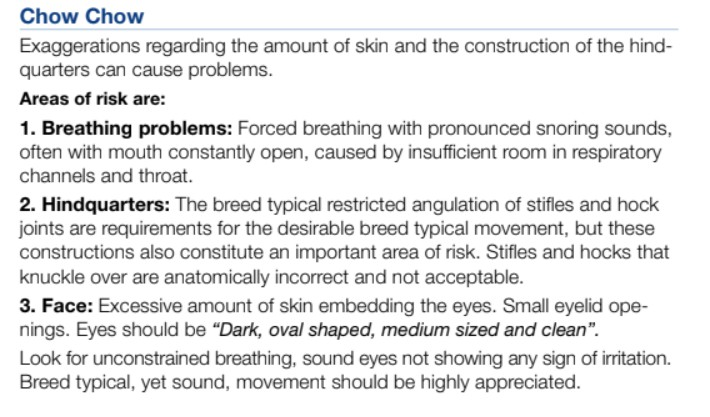 Chow Chow
Exaggerations regarding the amount of skin and the construction of the hind-
quarters can cause problems.
Areas of risk are:
1. Breathing problems: Forced breathing with pronounced snoring sounds,
often with mouth constantly open, caused by insufficient room in respiratory
channels and throat.
2. Hindquarters: The breed typical restricted angulation of stifles and hock
joints are requirements for the desirable breed typical movement, but these
constructions also constitute an important area of risk. Stifles and hocks that
knuckle over are anatomically incorrect and not acceptable.
3. Face: Excessive amount of skin embedding the eyes. Small eyelid ope-
nings. Eyes should be “Dark, oval shaped, medium sized and clean”.
Look for unconstrained breathing, sound eyes not showing any sign of irritation.
Breed typical, yet sound, movement should be highly appreciated.